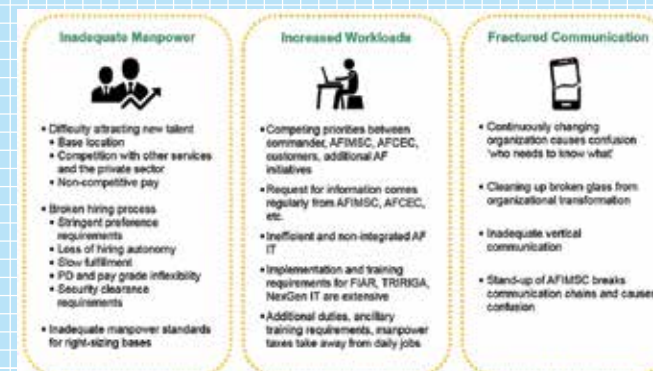 Inadequate Manpower
• Difficulty attracting new talent
• Base location
• Competition with other services
and the private sector
• Non-competitive pay
• Broken hiring process
• Stringent preference
requirements
• Loss of hiring autonomy
• Slow fulfillment
• PD and pay grade inflexibility
• Security clearance
requirements
• Inadequate manpower standards
for right-sizing bases
Increased Workloads
• Competing priorities between
commander, AFIMSC, AFCEC,
customers, additional AF
initiatives
• Request for information comes
regularly from AFIMSC, AFCEC,
etc.
• Inefficient and non-integrated AF
IT
• Implementation and training
requirements for FIAR, TRIRIGA,
NexGen IT are extensive
• Additional duties, ancillary
training requirements, manpower
taxes take away from daily jobs
Fractured Communication
• Continuously changing
organization causes confusion
'who needs to know what'
• Cleaning up broken glass from
organizational transformation
• Inadequate vertical
communication
• Stand-up of AFIMSC breaks
communication chains and causes
confusion